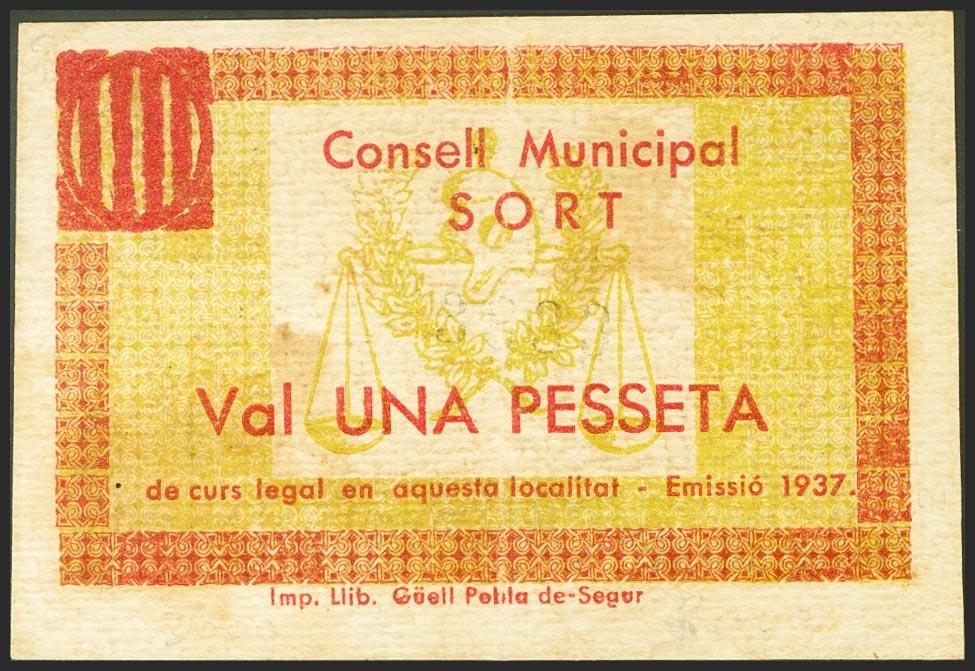 Consell Municipal
SORT
Val UNA PESSETA
de curs legal en aquesta localitat - Emissió 1937.
Imp. Llib. Güell Pobla de-Segur